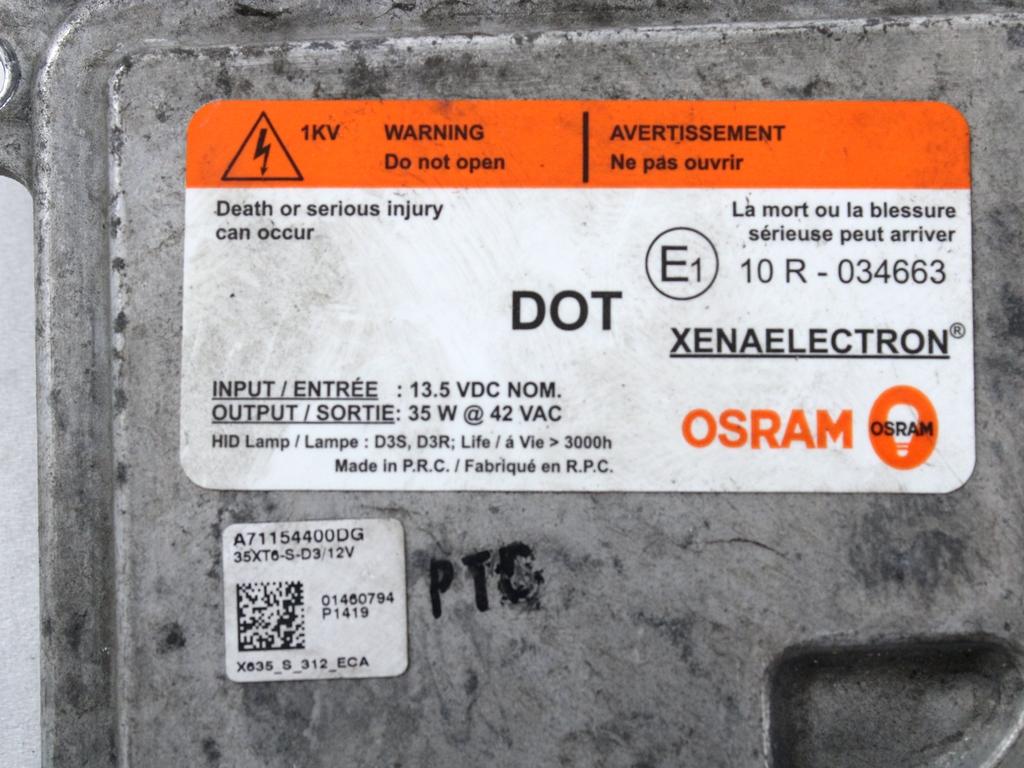 1KV WARNING AVERTISSEMENT
Do not open Ne pas ouvrir
Death or serious injury
can occur
La mort ou la blessure
sérieuse peut arriver
E1 10 R - 034663
DOT
XENAELECTRON®
INPUT / ENTRÉE : 13.5 VDC NOM.
OUTPUT / SORTIE: 35 W @ 42 VAC
HID Lamp / Lampe : D3S, D3R; Life / á Vie > 3000h
Made in P.R.C. / Fabriqué en R.P.C.
OSRAM OSRAM
A71154400DG
35XT6-S-D3/12V
01460794
P1419
X635_S_312_ECA
PTC